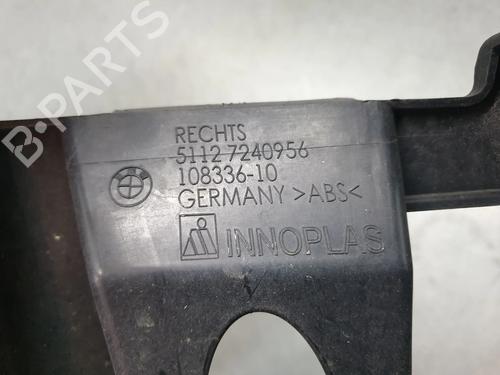 B-PARTS
RECHTS
5112 7240956
108336-10
GERMANY >ABS<
INNOPLAS